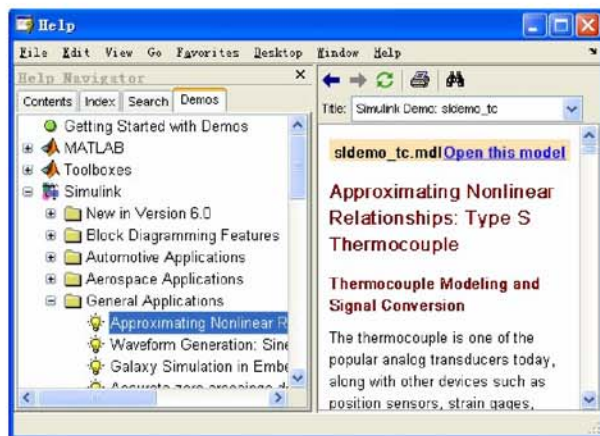 Help
File Edit View Go Favorites Desktop Window Help
Help Navigator
Contents Index Search Demos
Getting Started with Demos
MATLAB
Toolboxes
Simulink
New in Version 6.0
Block Diagramming Features
Automotive Applications
Aerospace Applications
General Applications
Approximating Nonlinear R
Waveform Generation: Sine
Galaxy Simulation in Embe
Accurate zero crossings d
Title: Simulink Demo: sldemo_tc
sldemo_tc.mdl Open this model
Approximating Nonlinear
Relationships: Type S
Thermocouple
Thermocouple Modeling and
Signal Conversion
The thermocouple is one of the
popular analog transducers today,
along with other devices such as
position sensors, strain gages,